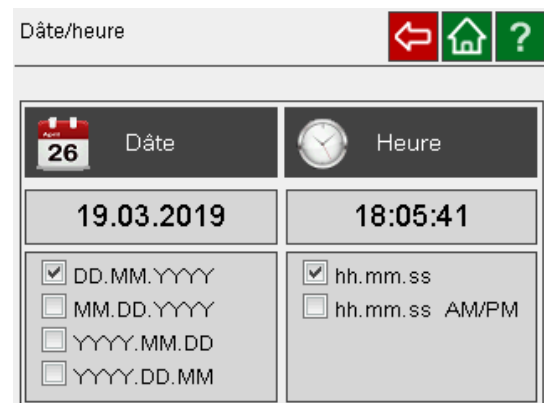 Dâte/heure
?
April
26
Dâte
Heure
19.03.2019
18:05:41
DD.MM.YYYY
MM.DD.YYYY
YYYY.MM.DD
YYYY.DD.MM
hh.mm.ss
hh.mm.ss AM/PM